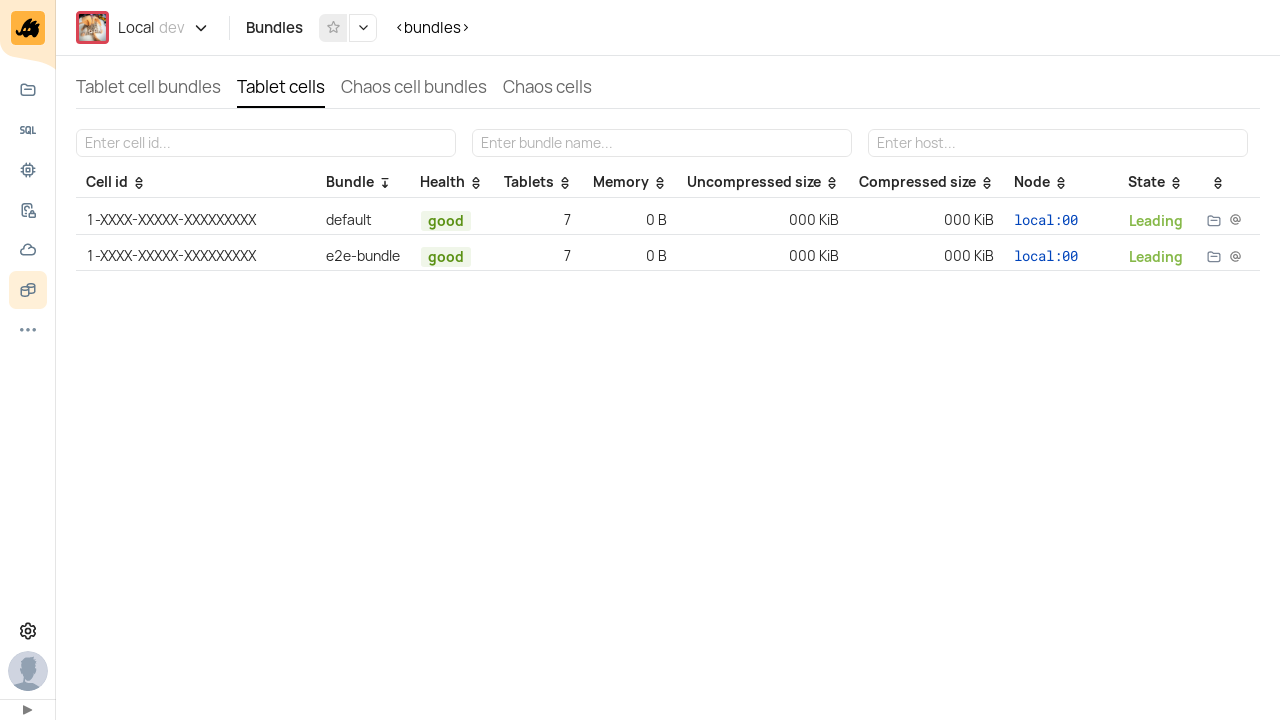 Local dev Bundles <bundles>
Tablet cell bundles Tablet cells Chaos cell bundles Chaos cells
SQL
Enter cell id... Enter bundle name... Enter host...
Cell id Bundle Health Tablets Memory Uncompressed size Compressed size Node State
1-XXXX-XXXXX-XXXXXXXXX default good 7 0 B 000 KiB 000 KiB local:00 Leading
1-XXXX-XXXXX-XXXXXXXXX e2e-bundle good 7 0 B 000 KiB 000 KiB local:00 Leading